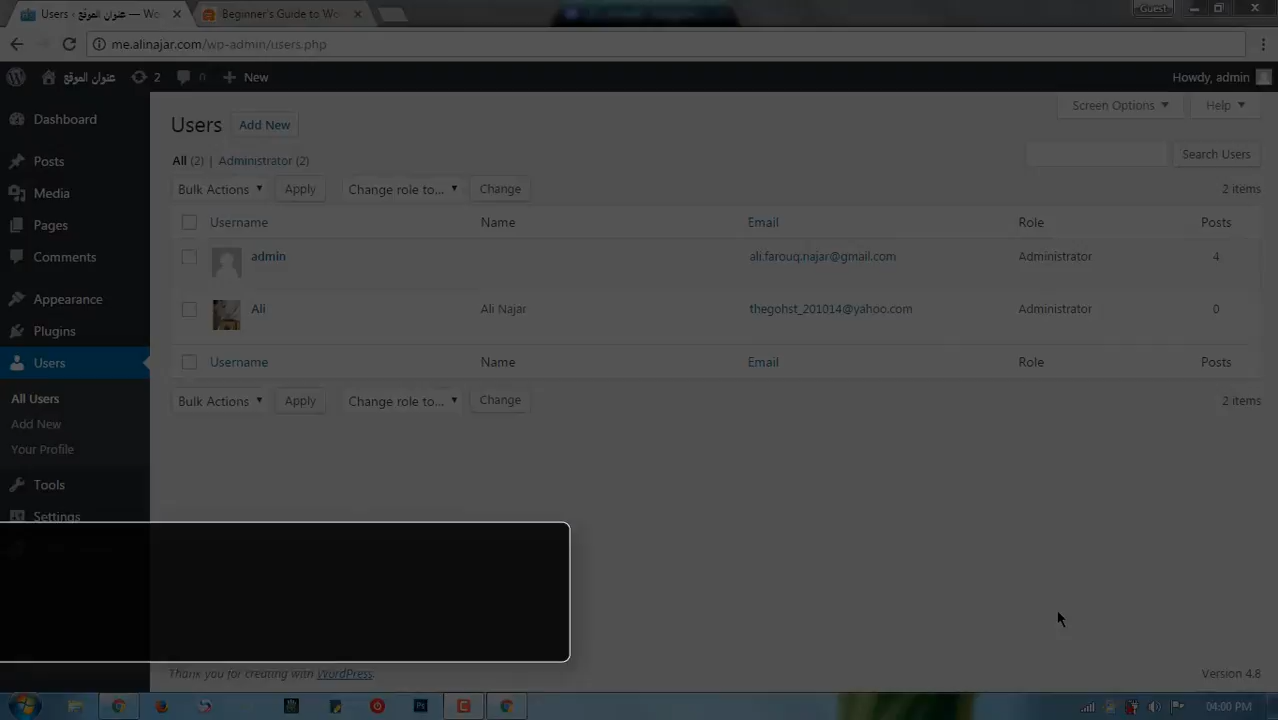 Users ‹ عنوان الموقع — Wo
Beginner's Guide to Wo
Guest
me.alinajar.com/wp-admin/users.php
عنوان الموقع
2
0
New
Howdy, admin
Dashboard
Posts
Media
Pages
Comments
Appearance
Plugins
Users
All Users
Add New
Your Profile
Tools
Settings
Screen Options
Help
Users
Add New
All (2) | Administrator (2)
Search Users
Bulk Actions
Apply
Change role to...
Change
2 items
Username Name Email Role Posts
admin ali.farouq.najar@gmail.com Administrator 4
Ali Ali Najar thegohst_201014@yahoo.com Administrator 0
Username Name Email Role Posts
Bulk Actions
Apply
Change role to...
Change
2 items
Thank you for creating with WordPress.
Version 4.8
Ps
04:00 PM